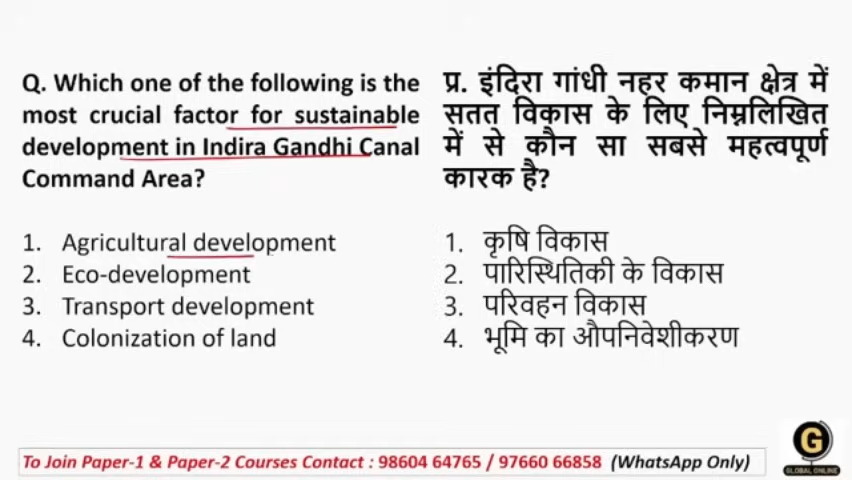 Q. Which one of the following is the
most crucial factor for sustainable
development in Indira Gandhi Canal
Command Area?
1. Agricultural development
2. Eco-development
3. Transport development
4. Colonization of land
प्र. इंदिरा गांधी नहर कमान क्षेत्र में
सतत विकास के लिए निम्नलिखित
में से कौन सा सबसे महत्वपूर्ण
कारक है?
1. कृषि विकास
2. पारिस्थितिकी के विकास
3. परिवहन विकास
4. भूमि का औपनिवेशीकरण
To Join Paper-1 & Paper-2 Courses Contact : 98604 64765 / 97660 66858 (WhatsApp Only)
G
GLOBAL ONLINE